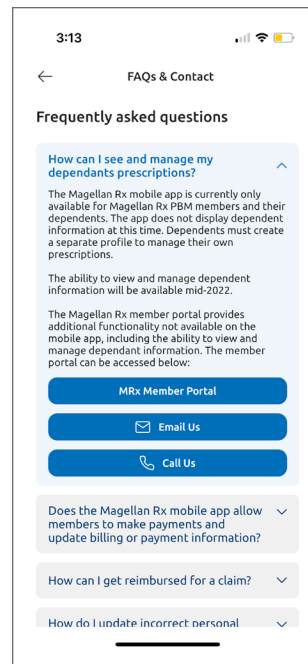 3:13
FAQs & Contact
Frequently asked questions
How can I see and manage my
dependants prescriptions?
The Magellan Rx mobile app is currently only
available for Magellan Rx PBM members and their
dependents. The app does not display dependent
information at this time. Dependents must create
a separate profile to manage their own
prescriptions.
The ability to view and manage dependent
information will be available mid-2022.
The Magellan Rx member portal provides
additional functionality not available on the
mobile app, including the ability to view and
manage dependant information. The member
portal can be accessed below:
MRx Member Portal
Email Us
Call Us
Does the Magellan Rx mobile app allow
members to make payments and
update billing or payment information?
How can I get reimbursed for a claim?
How do I update incorrect personal